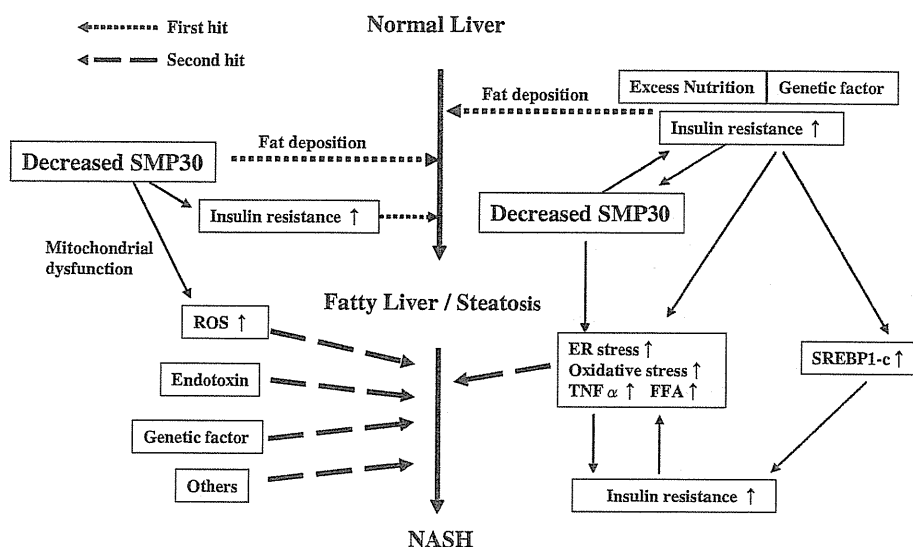 First hit
Second hit
Normal Liver
Excess Nutrition
Genetic factor
Fat deposition
Insulin resistance ↑
Fat deposition
Decreased SMP30
Insulin resistance ↑
Decreased SMP30
Mitochondrial
dysfunction
Fatty Liver / Steatosis
ROS ↑
ER stress ↑
Oxidative stress ↑
TNF α ↑ FFA ↑
SREBP1-c ↑
Endotoxin
Genetic factor
Others
Insulin resistance ↑
NASH